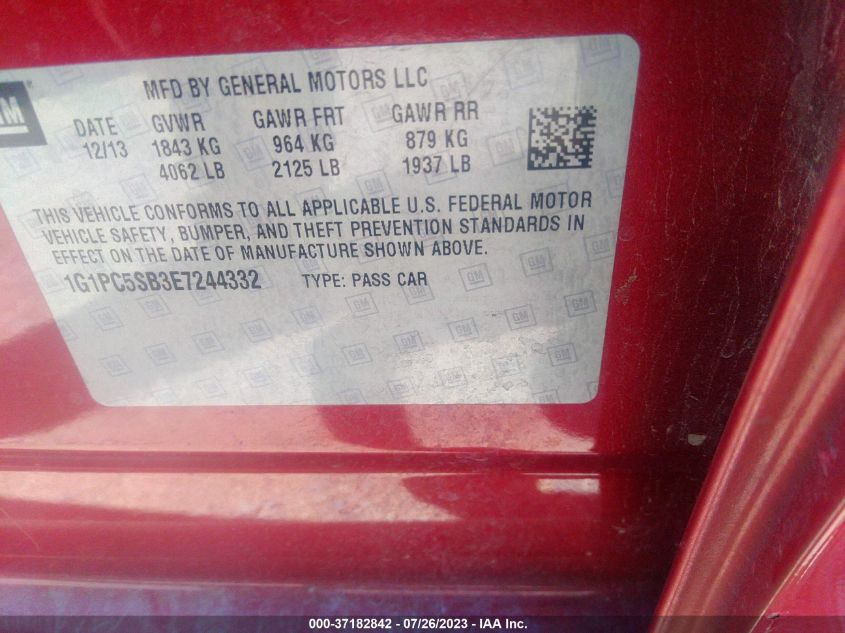 GM
MFD BY GENERAL MOTORS LLC
DATE GVWR GAWR FRT GAWR RR
12/13 1843 KG 964 KG 879 KG
4062 LB 2125 LB 1937 LB
THIS VEHICLE CONFORMS TO ALL APPLICABLE U.S. FEDERAL MOTOR
VEHICLE SAFETY, BUMPER, AND THEFT PREVENTION STANDARDS IN
EFFECT ON THE DATE OF MANUFACTURE SHOWN ABOVE.
1G1PC5SB3E7244332 TYPE: PASS CAR
000-37182842 - 07/26/2023 - IAA Inc.